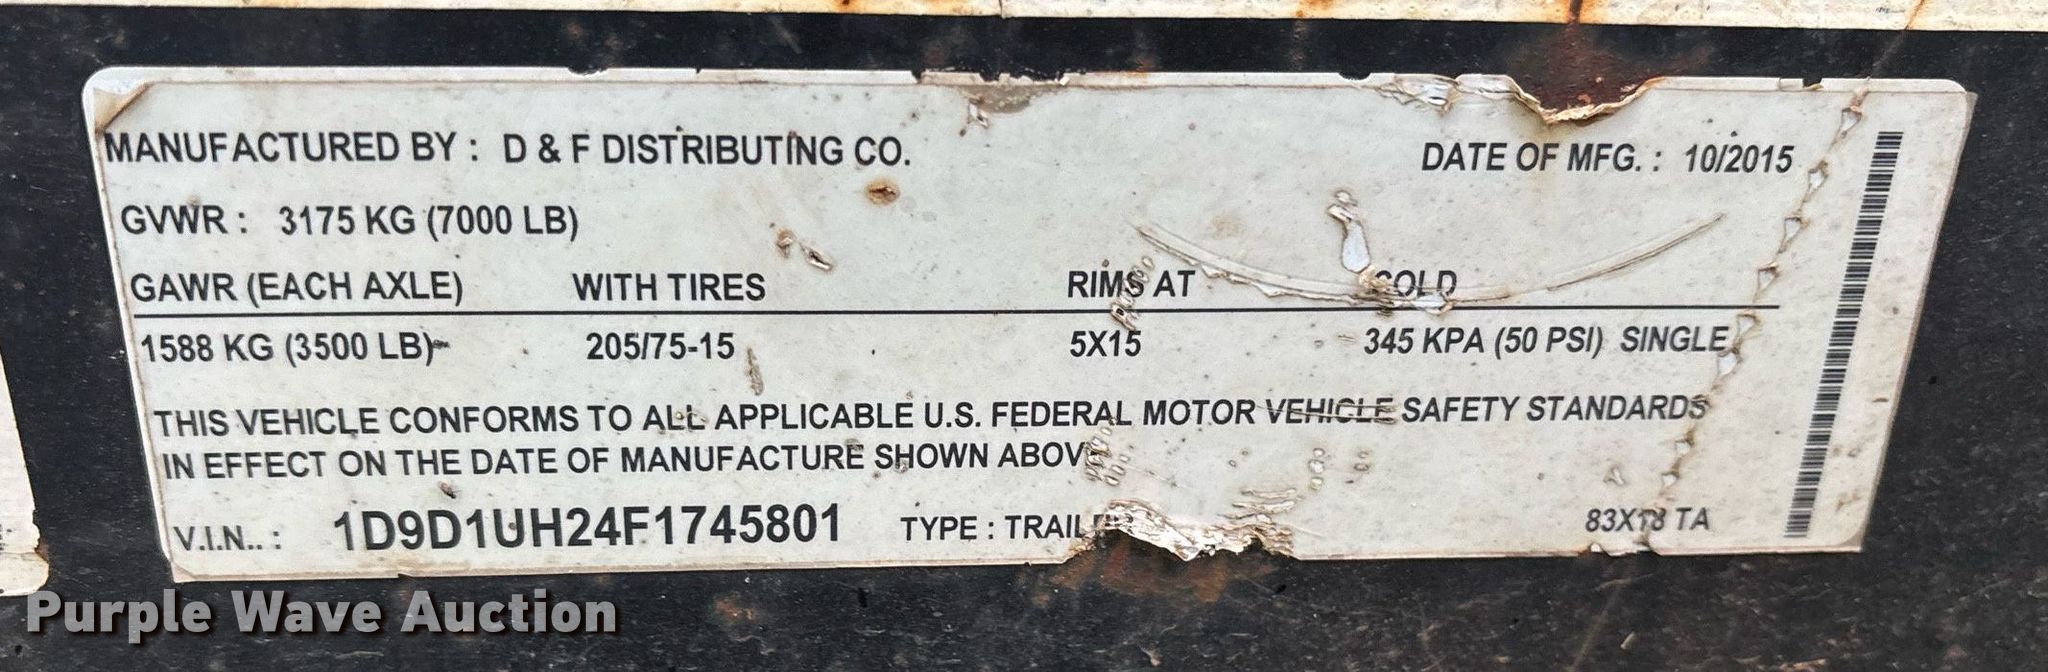 MANUFACTURED BY : D & F DISTRIBUTING CO. DATE OF MFG. : 10/2015
GVWR : 3175 KG (7000 LB)
GAWR (EACH AXLE) WITH TIRES RIMS AT COLD
1588 KG (3500 LB) 205/75-15 5X15 345 KPA (50 PSI) SINGLE
THIS VEHICLE CONFORMS TO ALL APPLICABLE U.S. FEDERAL MOTOR VEHICLE SAFETY STANDARDS
IN EFFECT ON THE DATE OF MANUFACTURE SHOWN ABOVE
V.I.N.. : 1D9D1UH24F1745801 TYPE : TRAILER 83X18 TA
Purple Wave Auction